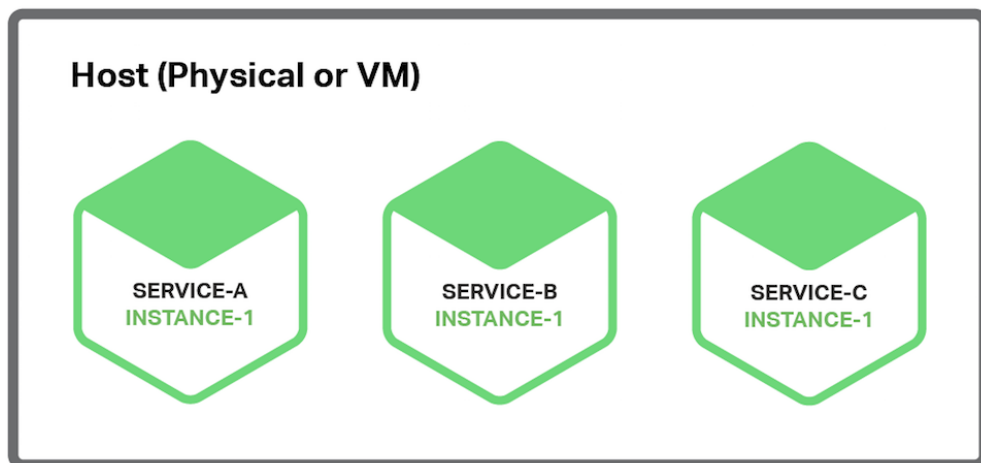 Host (Physical or VM)
SERVICE-A
INSTANCE-1
SERVICE-B
INSTANCE-1
SERVICE-C
INSTANCE-1